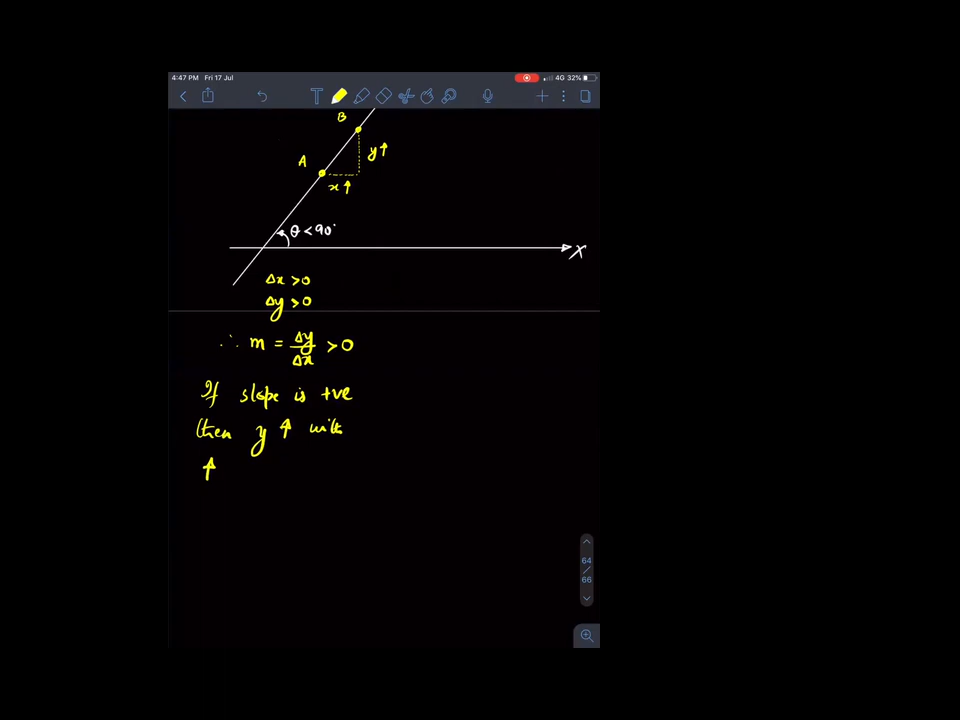 4:47 PM Fri 17 Jul 4G 32%
T
B
A
y↑
x↑
θ < 90°
X
Δx > 0
Δy > 0
∴ m = Δy/Δx > 0
If slope is +ve
then y ↑ with
↑
64
/
66